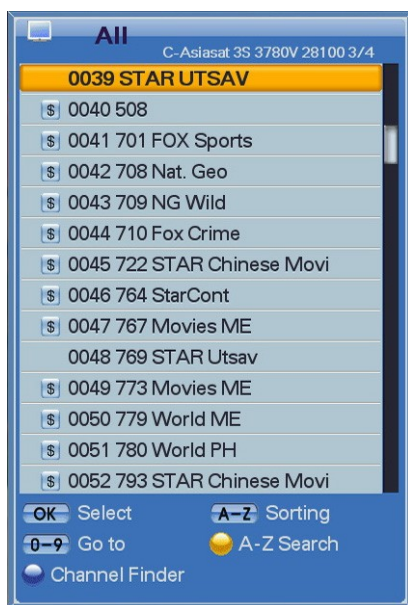 All
C-Asiasat 3S 3780V 28100 3/4
0039 STAR UTSAV
$ 0040 508
$ 0041 701 FOX Sports
$ 0042 708 Nat. Geo
$ 0043 709 NG Wild
$ 0044 710 Fox Crime
$ 0045 722 STAR Chinese Movi
$ 0046 764 StarCont
$ 0047 767 Movies ME
0048 769 STAR Utsav
$ 0049 773 Movies ME
$ 0050 779 World ME
$ 0051 780 World PH
$ 0052 793 STAR Chinese Movi
OK Select A-Z Sorting
0-9 Go to A-Z Search
Channel Finder